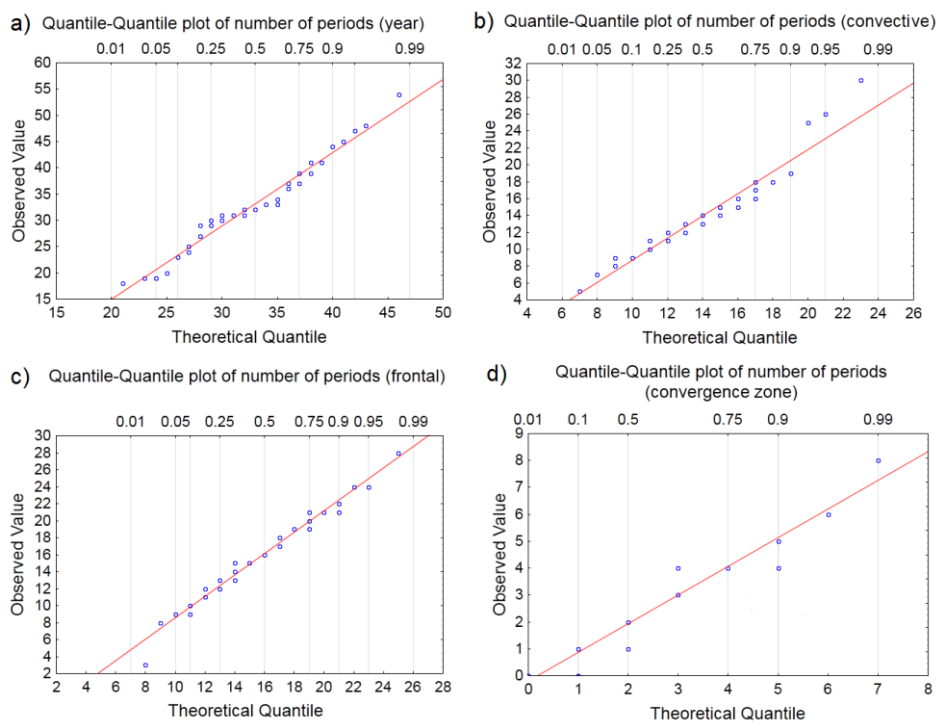 a) Quantile-Quantile plot of number of periods (year)
0.01 0.05 0.25 0.5 0.75 0.9 0.99
60
55
50
45
40
35
30
25
20
15
Observed Value
15 20 25 30 35 40 45 50
Theoretical Quantile
b) Quantile-Quantile plot of number of periods (convective)
0.01 0.05 0.1 0.25 0.5 0.75 0.9 0.95 0.99
32
30
28
26
24
22
20
18
16
14
12
10
8
6
4
Observed Value
4 6 8 10 12 14 16 18 20 22 24 26
Theoretical Quantile
c) Quantile-Quantile plot of number of periods (frontal)
0.01 0.05 0.25 0.5 0.75 0.95 0.99
30
28
26
24
22
20
18
16
14
12
10
8
6
4
2
Observed Value
2 4 6 8 10 12 14 16 18 20 22 24 26 28
Theoretical Quantile
d) Quantile-Quantile plot of number of periods
(convergence zone)
0.01 0.1 0.5 0.75 0.9 0.99
9
8
7
6
5
4
3
2
1
0
Observed Value
0 1 2 3 4 5 6 7 8
Theoretical Quantile